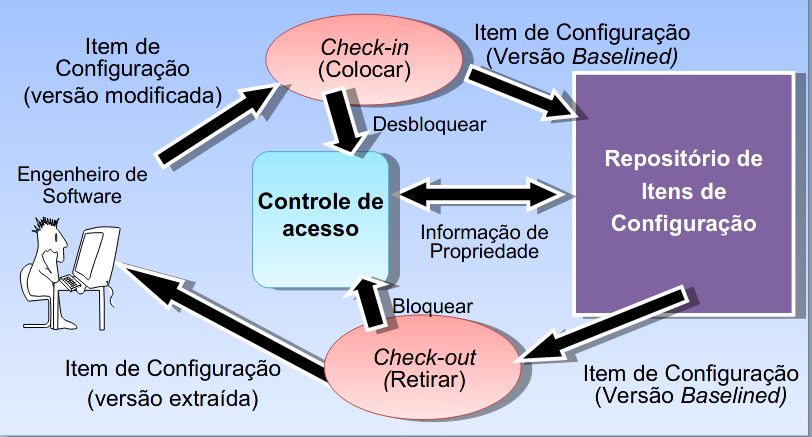 Item de
Configuração
(versão modificada)
Check-in
(Colocar)
Item de Configuração
(Versão Baselined)
Desbloquear
Engenheiro de
Software
Controle de
acesso
Informação de
Propriedade
Repositório de
Itens de
Configuração
Bloquear
Item de Configuração
(versão extraída)
Check-out
(Retirar)
Item de Configuração
(Versão Baselined)